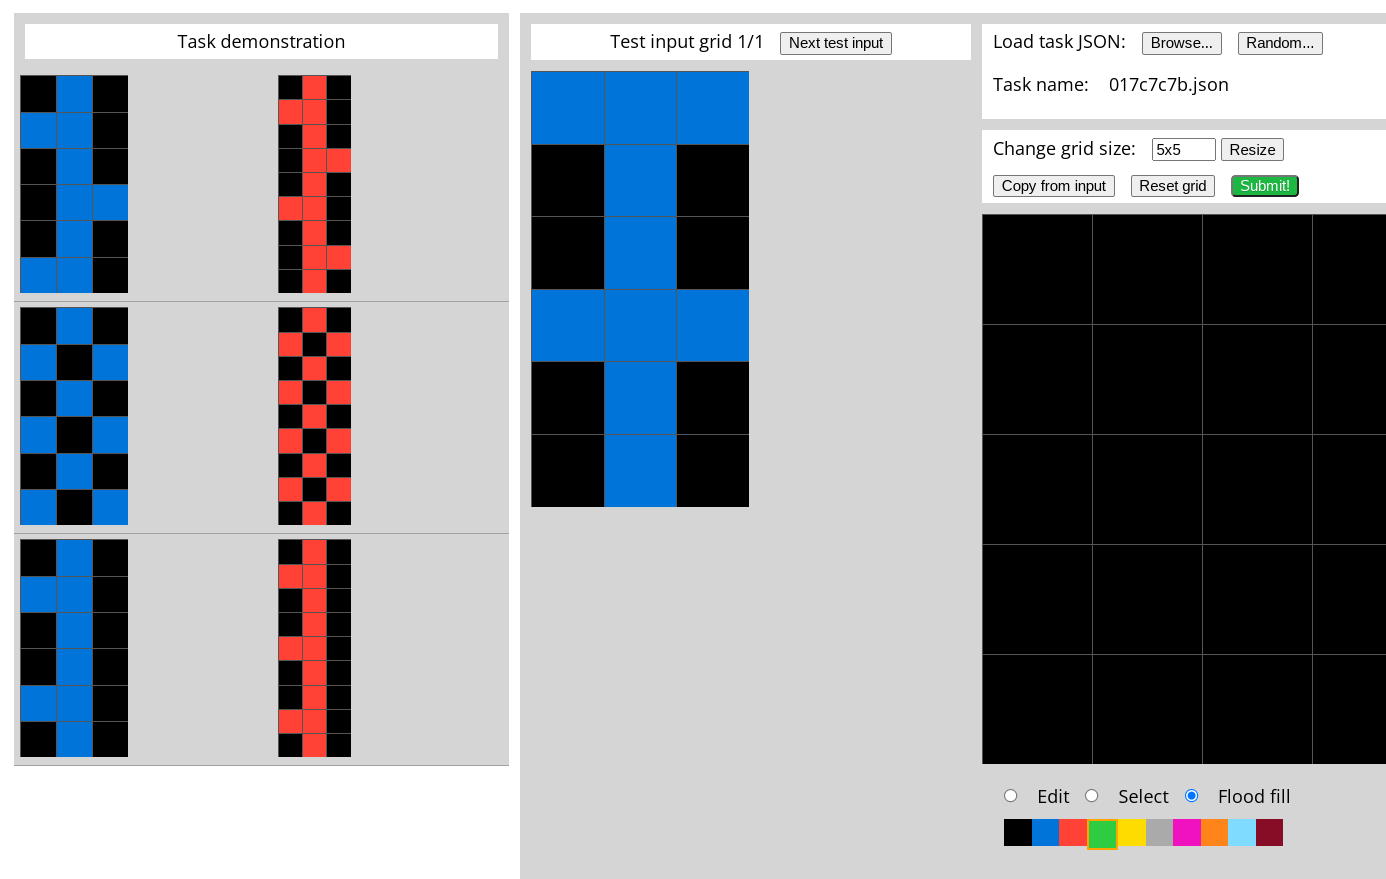 Task demonstration
Test input grid 1/1 Next test input
Load task JSON: Browse... Random...
Task name: 017c7c7b.json
Change grid size: 5x5 Resize
Copy from input Reset grid Submit!
Edit Select Flood fill